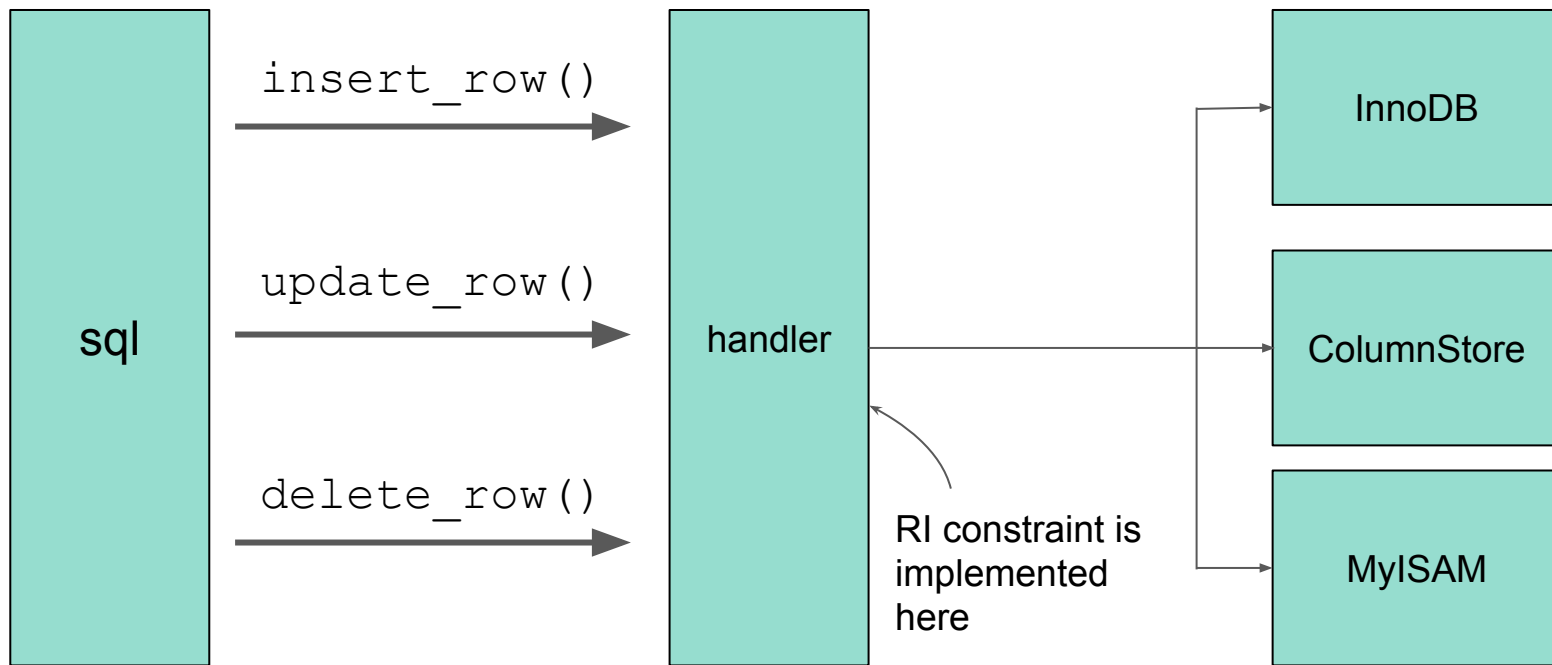 sql
insert_row()
update_row()
delete_row()
handler
RI constraint is
implemented
here
InnoDB
ColumnStore
MyISAM